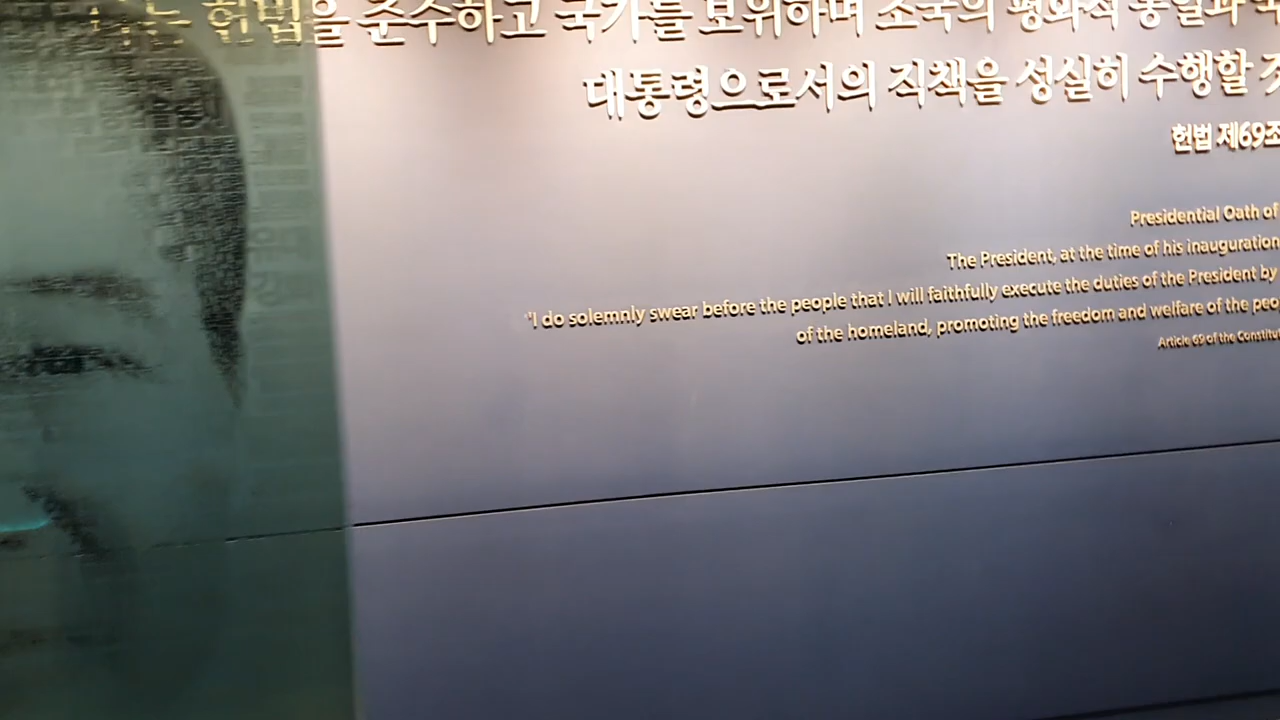 는 헌법을 준수하고 국가를 보위하며 조국의 평화적 통일과
대통령으로서의 직책을 성실히 수행할
헌법 제69조
Presidential Oath of
The President, at the time of his inauguration
'I do solemnly swear before the people that I will faithfully execute the duties of the President by
of the homeland, promoting the freedom and welfare of the peo
Article 69 of the Constitu